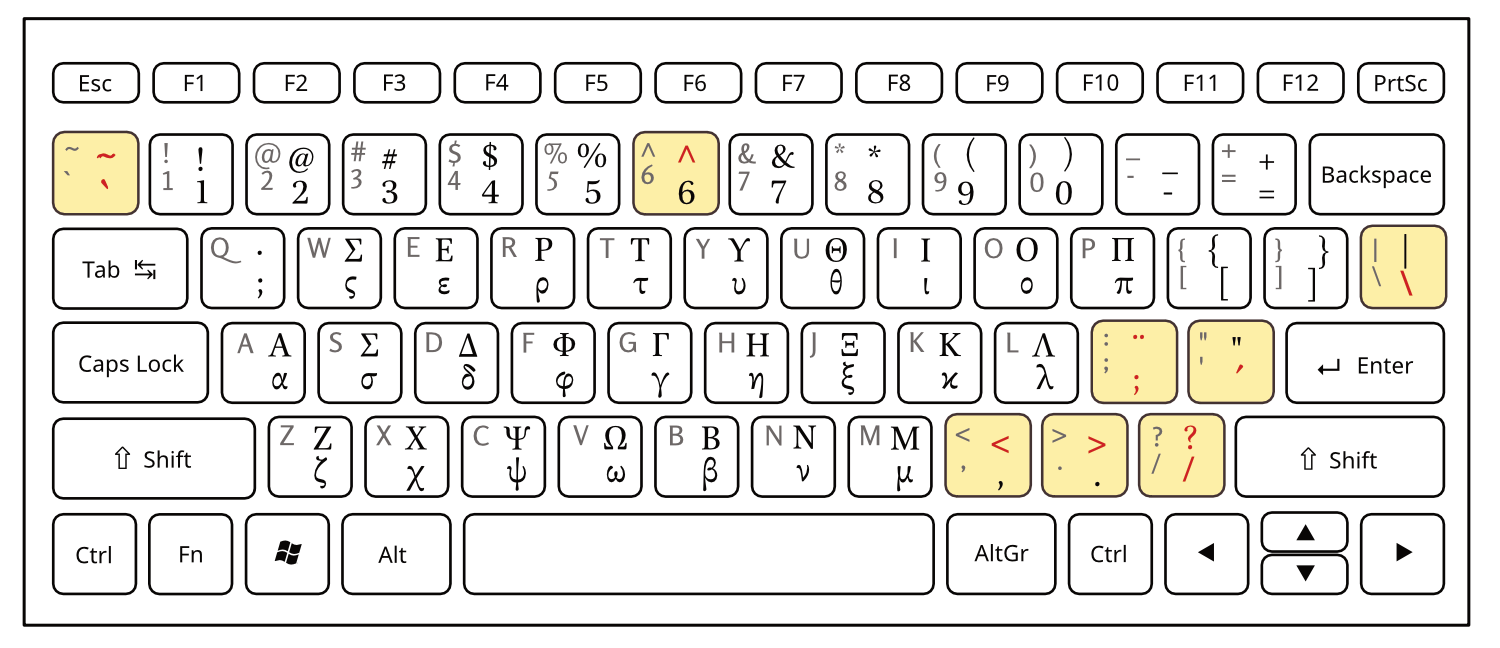 Esc F1 F2 F3 F4 F5 F6 F7 F8 F9 F10 F11 F12 PrtSc
~ ~ ! ! @ @ # # $ $ % % ^ ^ & & * * ( ( ) ) _ _ + + Backspace
` ` 1 1 2 2 3 3 4 4 5 5 6 6 7 7 8 8 9 9 0 0 - - = =
Tab Q · W Σ E Ε R Ρ T Τ Y Υ U Θ I Ι O Ο P Π { { } } | |
; ς ε ρ τ υ θ ι ο π [ [ ] ] \ \
Caps Lock A Α S Σ D Δ F Φ G Γ H Η J Ξ K Κ L Λ : ¨ " " Enter
α σ δ φ γ η ξ ϰ λ ; ; ' ΄
Shift Z Ζ X Χ C Ψ V Ω B Β N Ν M Μ < < > > ? ? Shift
ζ χ ψ ω β ν μ , , . . / /
Ctrl Fn Alt AltGr Ctrl